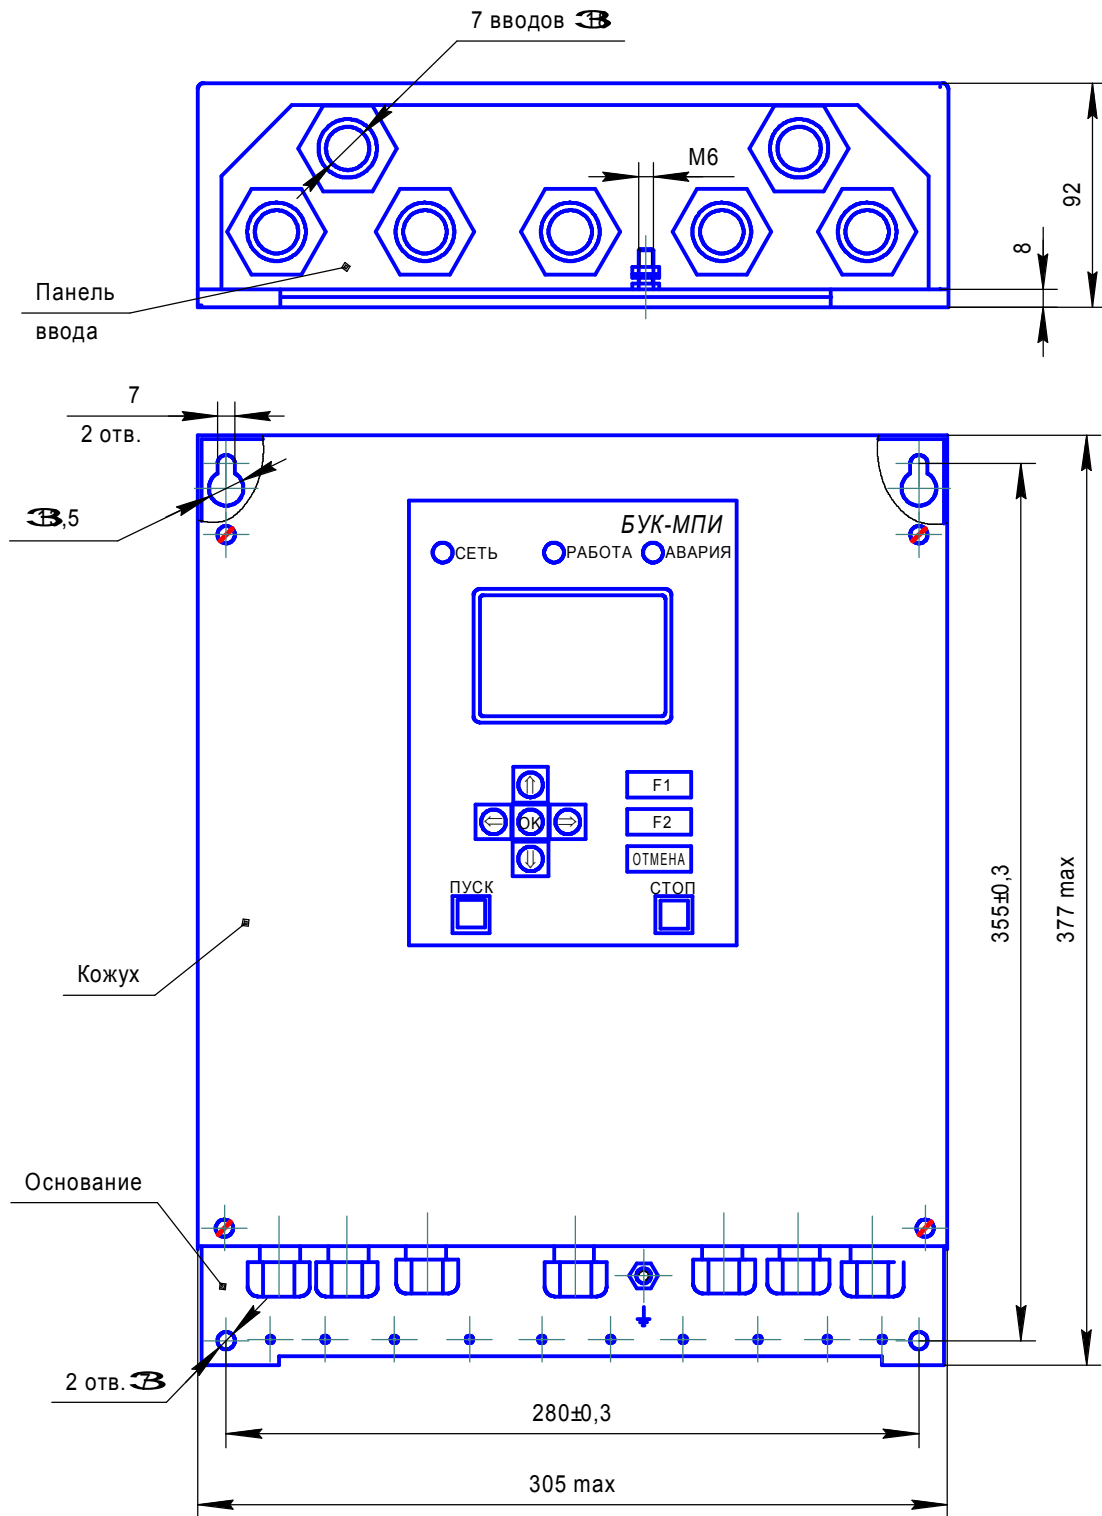 7 вводов
М6
92
8
Панель
ввода
7
2 отв.
,5
БУК-МПИ
СЕТЬ РАБОТА АВАРИЯ
F1
ОК
F2
ОТМЕНА
ПУСК СТОП
355±0,3
377 max
Кожух
Основание
2 отв.
280±0,3
305 max